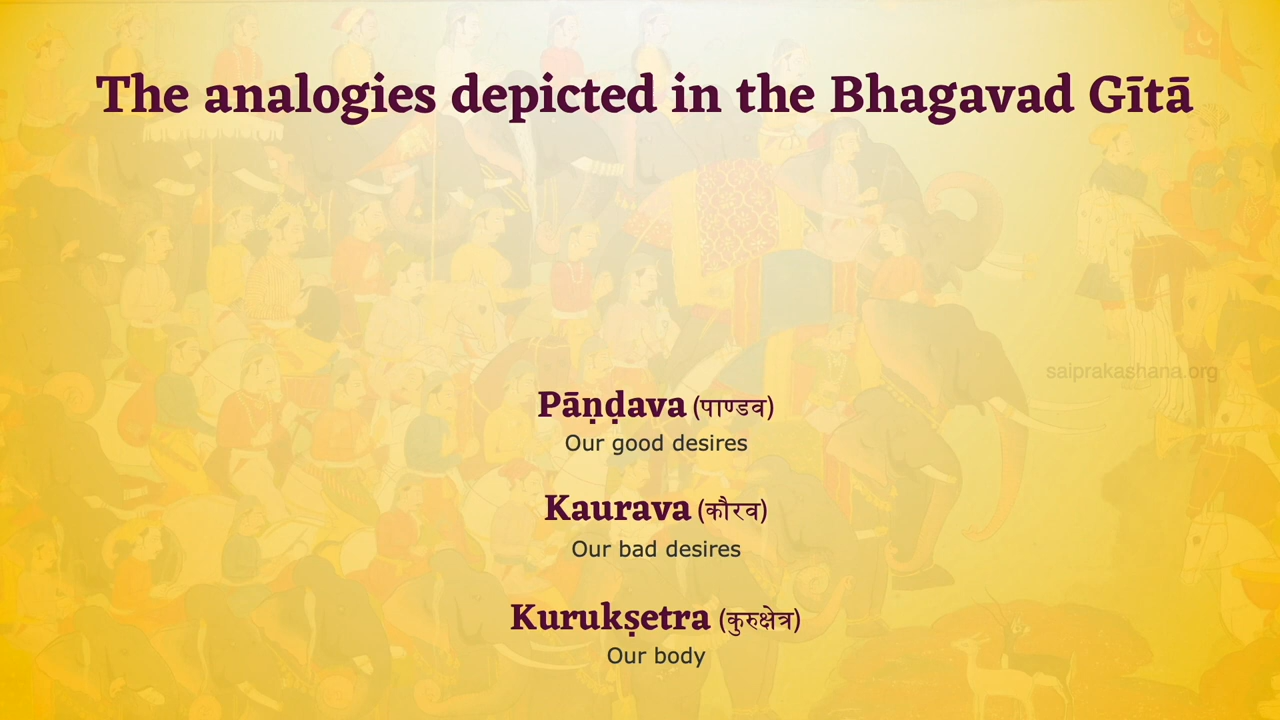 The analogies depicted in the Bhagavad Gītā
saiprakashana.org
Pāṇḍava (पाण्डव)
Our good desires
Kaurava (कौरव)
Our bad desires
Kurukṣetra (कुरुक्षेत्र)
Our body